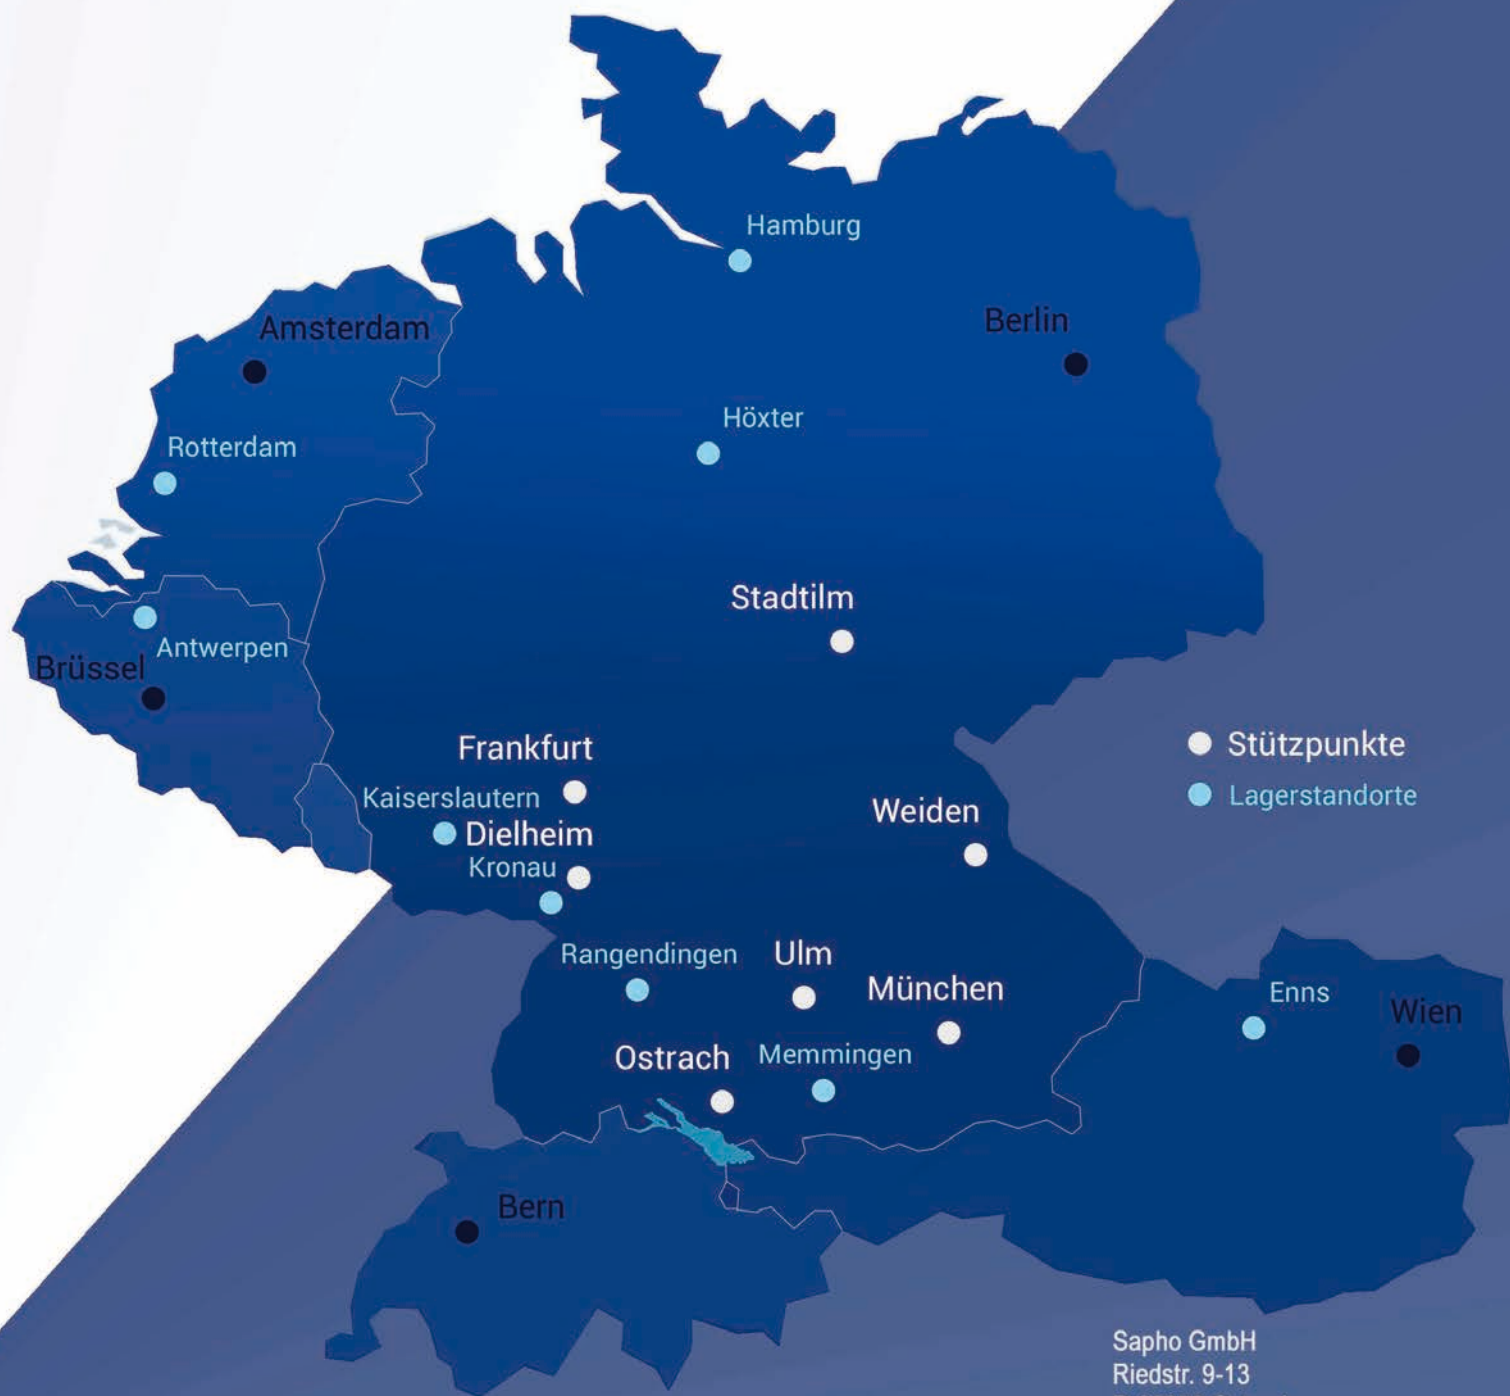 Hamburg
Amsterdam
Berlin
Höxter
Rotterdam
Stadtilm
Antwerpen
Brüssel
Frankfurt
Stützpunkte
Kaiserslautern
Lagerstandorte
Weiden
Dielheim
Kronau
Rangendingen
Ulm
München
Enns
Wien
Ostrach
Memmingen
Bern
Sapho GmbH
Riedstr. 9-13